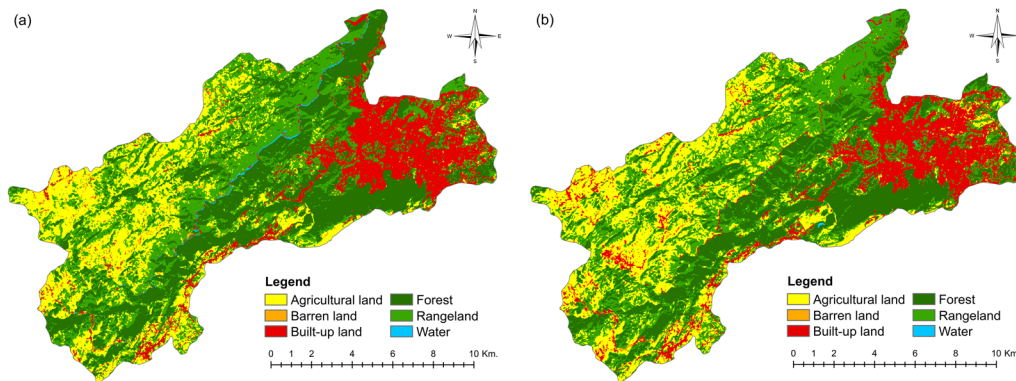 (a)
N
W E
S
Legend
Agricultural land Forest
Barren land Rangeland
Built-up land Water
0 1 2 4 6 8 10 Km.
(b)
N
W E
S
Legend
Agricultural land Forest
Barren land Rangeland
Built-up land Water
0 1 2 4 6 8 10 Km.